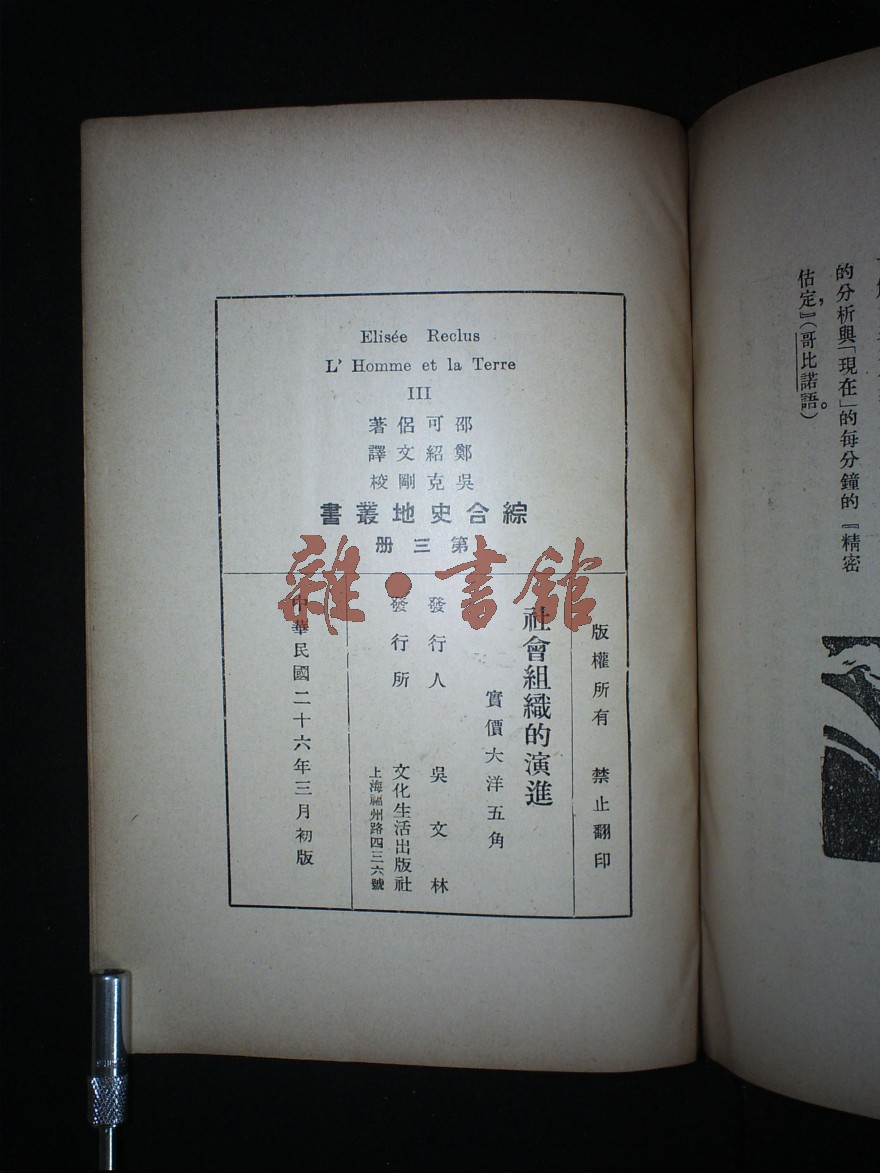 Elisée Reclus
L' Homme et la Terre
III
邵可侶著
鄭紹文譯
吳克剛校
綜合史地叢書
第三册
版權所有 禁止翻印
社會組織的演進
實價大洋五角
發行人 吳文林
發行所 文化生活出版社
上海福州路四三六號
中華民國二十六年三月初版
雜·書館
的分析與「現在」的每分鐘的『精密
估定』(哥比諾語)。